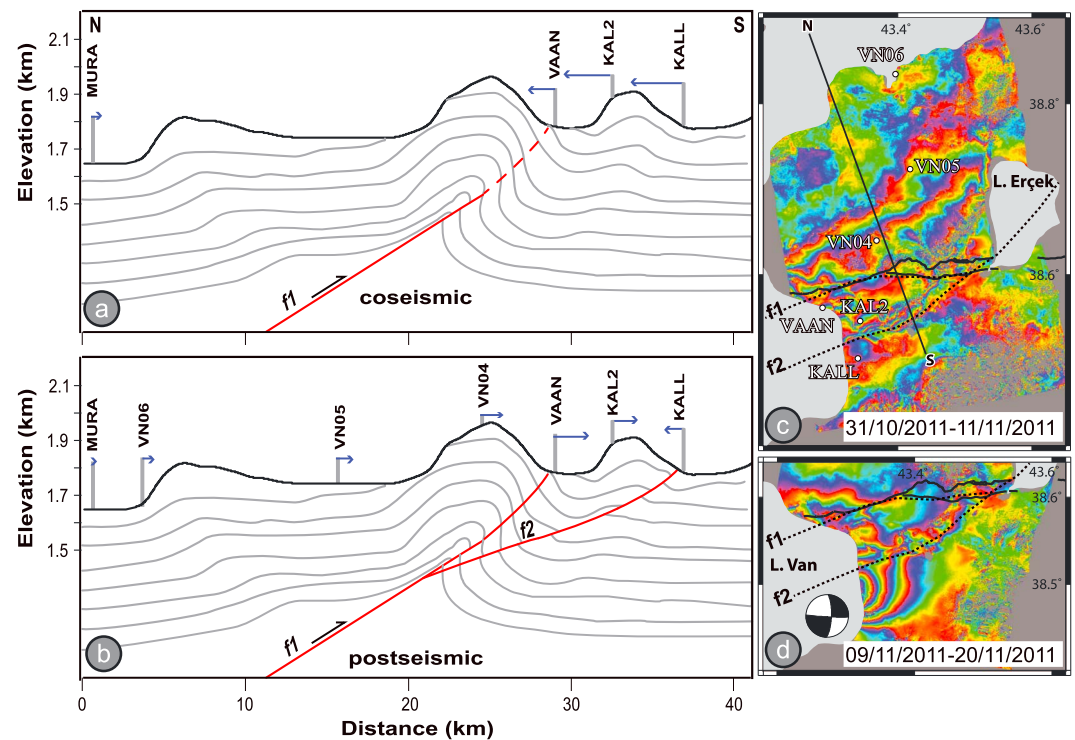 N
S
MURA
VAAN
KAL2
KALL
Elevation (km)
2.1
1.9
1.7
1.5
f1
coseismic
a
MURA
VN06
VN05
VN04
VAAN
KAL2
KALL
Elevation (km)
2.1
1.9
1.7
1.5
f2
f1
postseismic
b
0
10
20
30
40
Distance (km)
43.4°
43.6°
N
VN06
38.8°
VN05
L. Erçek
VN04
38.6°
f1
VAAN
KAL2
f2
KALL
S
c
31/10/2011-11/11/2011
43.4°
43.6°
38.6°
f1
L. Van
f2
38.5°
d
09/11/2011-20/11/2011